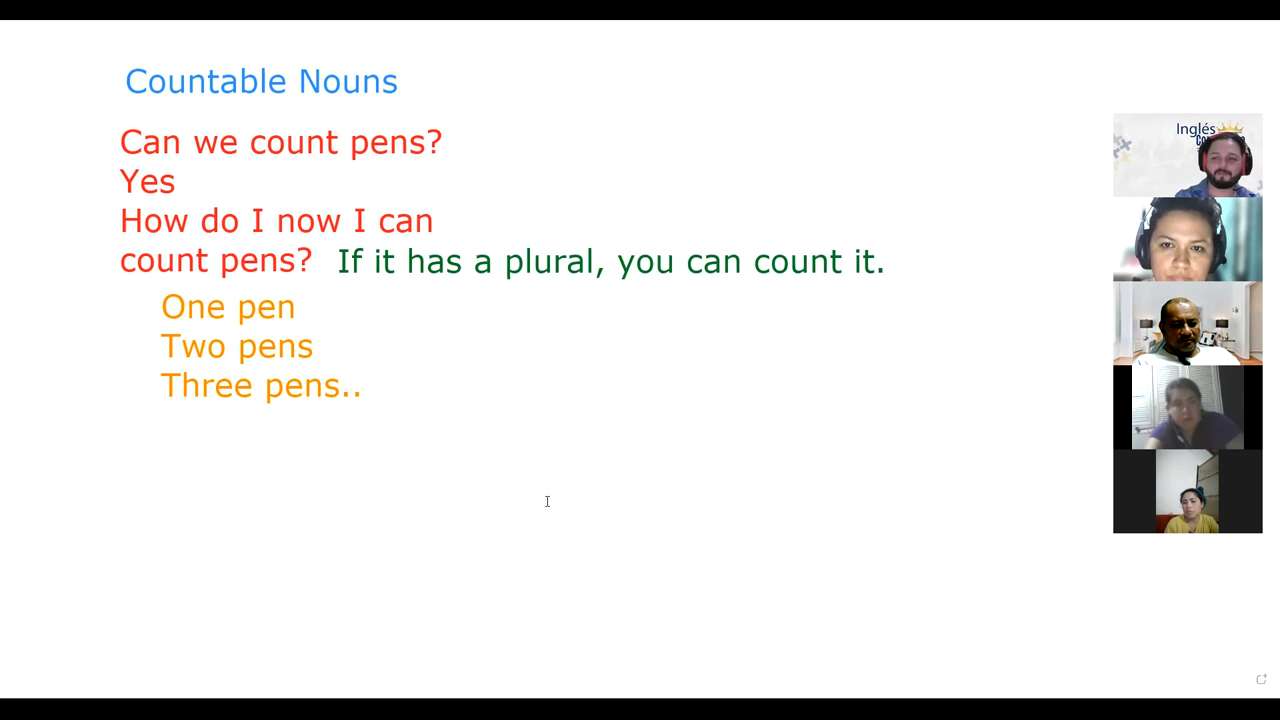 Countable Nouns
Can we count pens?
Yes
How do I now I can
count pens? If it has a plural, you can count it.
One pen
Two pens
Three pens..
Inglés